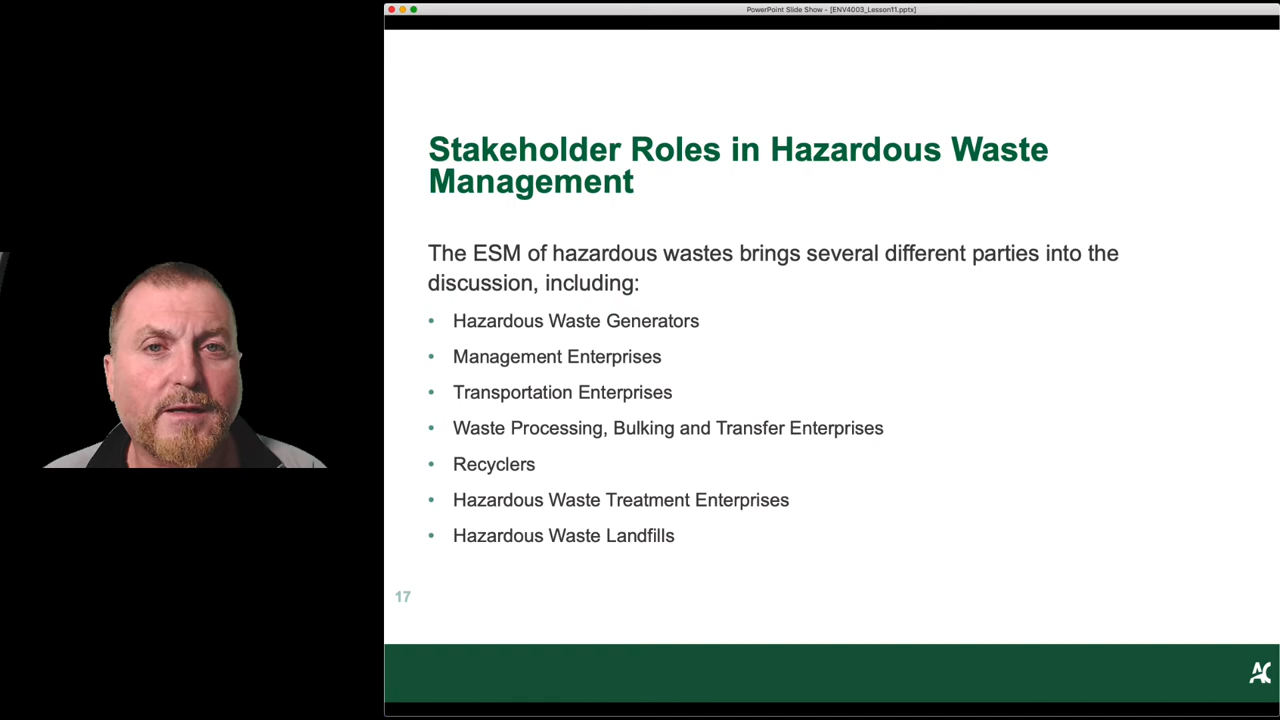 PowerPoint Slide Show - [ENV4003_Lesson11.pptx]
Stakeholder Roles in Hazardous Waste
Management
The ESM of hazardous wastes brings several different parties into the
discussion, including:
• Hazardous Waste Generators
• Management Enterprises
• Transportation Enterprises
• Waste Processing, Bulking and Transfer Enterprises
• Recyclers
• Hazardous Waste Treatment Enterprises
• Hazardous Waste Landfills
17
AC